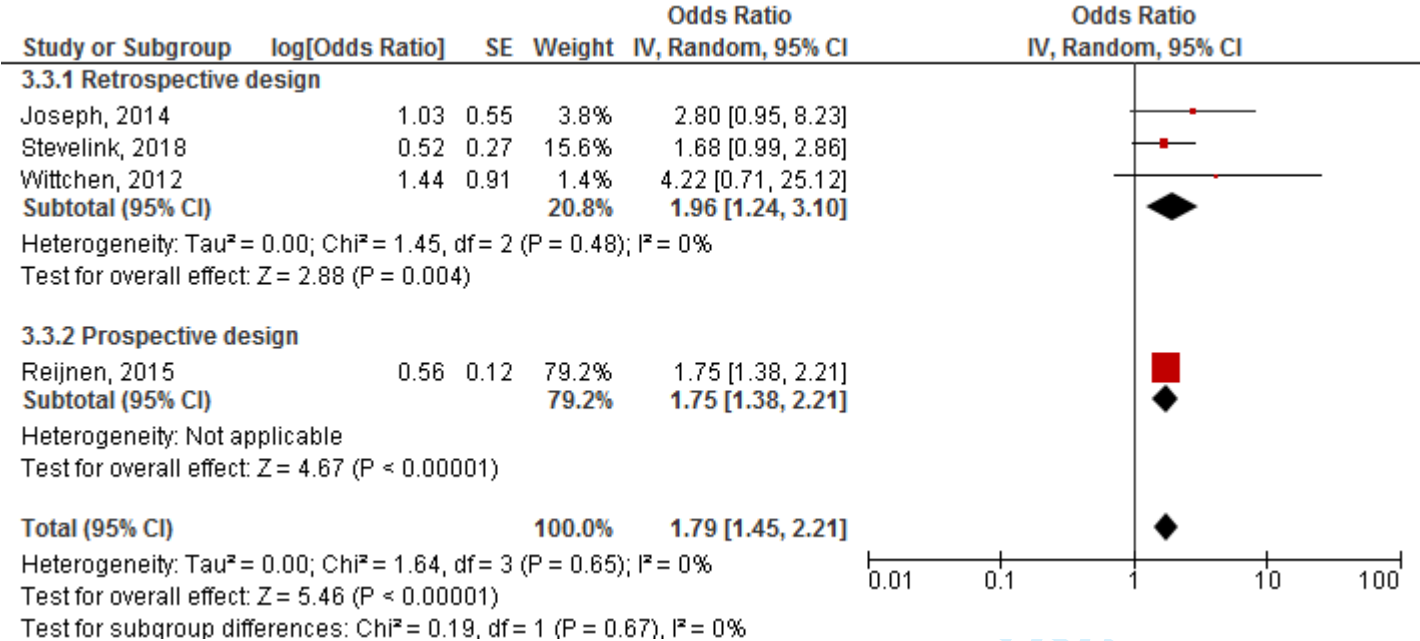 Odds Ratio Odds Ratio
Study or Subgroup log[Odds Ratio] SE Weight IV, Random, 95% CI IV, Random, 95% CI
3.3.1 Retrospective design
Joseph, 2014 1.03 0.55 3.8% 2.80 [0.95, 8.23]
Stevelink, 2018 0.52 0.27 15.6% 1.68 [0.99, 2.86]
Wittchen, 2012 1.44 0.91 1.4% 4.22 [0.71, 25.12]
Subtotal (95% CI) 20.8% 1.96 [1.24, 3.10]
Heterogeneity: Tau² = 0.00; Chi² = 1.45, df = 2 (P = 0.48); I² = 0%
Test for overall effect: Z = 2.88 (P = 0.004)
3.3.2 Prospective design
Reijnen, 2015 0.56 0.12 79.2% 1.75 [1.38, 2.21]
Subtotal (95% CI) 79.2% 1.75 [1.38, 2.21]
Heterogeneity: Not applicable
Test for overall effect: Z = 4.67 (P < 0.00001)
Total (95% CI) 100.0% 1.79 [1.45, 2.21]
Heterogeneity: Tau² = 0.00; Chi² = 1.64, df = 3 (P = 0.65); I² = 0%
0.01 0.1 1 10 100
Test for overall effect: Z = 5.46 (P < 0.00001)
Test for subgroup differences: Chi² = 0.19, df = 1 (P = 0.67), I² = 0%